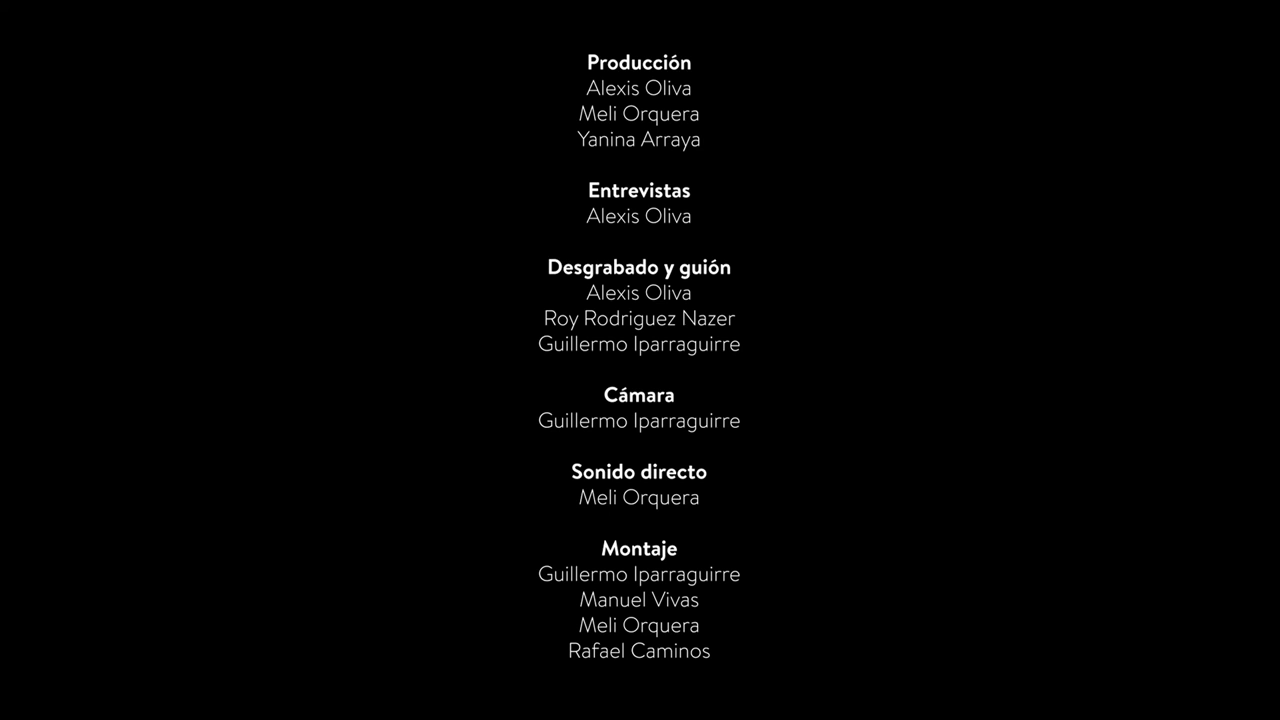 Producción
Alexis Oliva
Meli Orquera
Yanina Arraya
Entrevistas
Alexis Oliva
Desgrabado y guión
Alexis Oliva
Roy Rodriguez Nazer
Guillermo Iparraguirre
Cámara
Guillermo Iparraguirre
Sonido directo
Meli Orquera
Montaje
Guillermo Iparraguirre
Manuel Vivas
Meli Orquera
Rafael Caminos